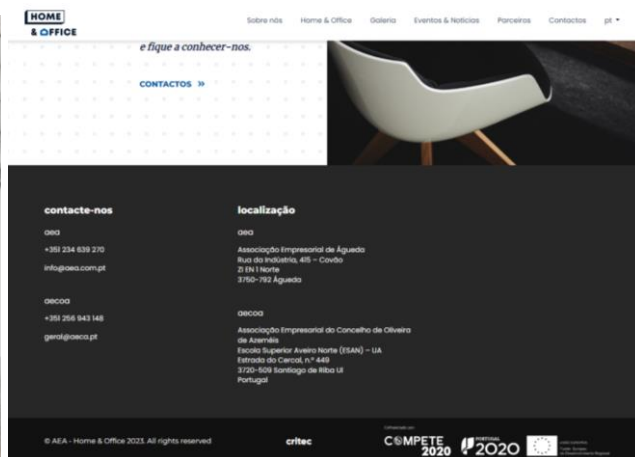 HOME
& OFFICE
Sobre nós Home & Office Galeria Eventos & Notícias Parceiros Contactos pt
e fique a conhecer-nos.
CONTACTOS »
contacte-nos
aea
+351 234 639 270
info@aea.com.pt
aecoa
+351 256 943 148
geral@aeca.pt
localização
aea
Associação Empresarial de Águeda
Rua da Indústria, 415 – Covão
ZI EN 1 Norte
3750-792 Águeda
aecoa
Associação Empresarial do Concelho de Oliveira
de Azeméis
Escola Superior Aveiro Norte (ESAN) – UA
Estrada do Cercal, n.º 449
3720-509 Santiago de Riba Ul
Portugal
© AEA - Home & Office 2023. All rights reserved
critec
COMPETE
2020
PORTUGAL
2020